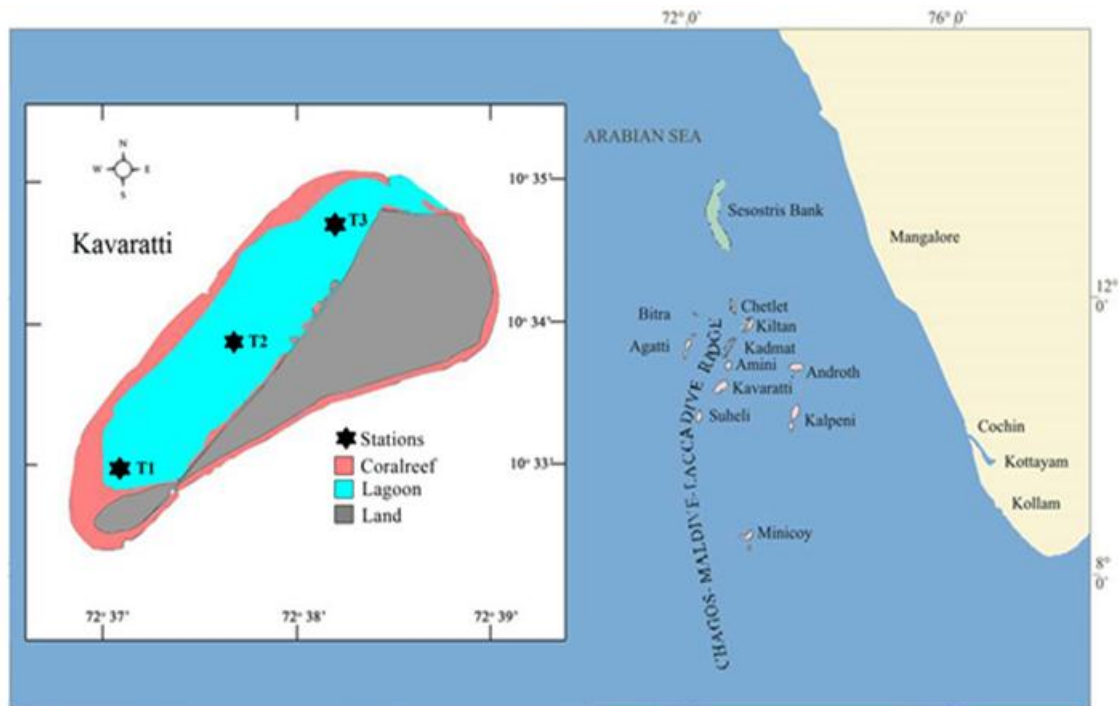 72° 0'
76° 0'
N
W E
S
Kavaratti
T3
T2
T1
Stations
Coralreef
Lagoon
Land
10° 35'
10° 34'
10° 33'
72° 37'
72° 38'
72° 39'
ARABIAN SEA
Sesostris Bank
Mangalore
12°
0'
Bitra
Chetlet
Kiltan
Agatti
Kadmat
Amini
Androth
Kavaratti
Suheli
Kalpeni
Cochin
Kottayam
Kollam
Minicoy
8°
0'
CHAGOS-MALDIVE-LACCADIVE RIDGE